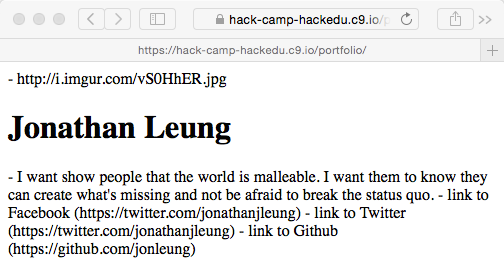 hack-camp-hackedu.c9.io/p
https://hack-camp-hackedu.c9.io/portfolio/
- http://i.imgur.com/vS0HhER.jpg
Jonathan Leung
- I want show people that the world is malleable. I want them to know they
can create what's missing and not be afraid to break the status quo. - link to
Facebook (https://twitter.com/jonathanjleung) - link to Twitter
(https://twitter.com/jonathanjleung) - link to Github
(https://github.com/jonleung)